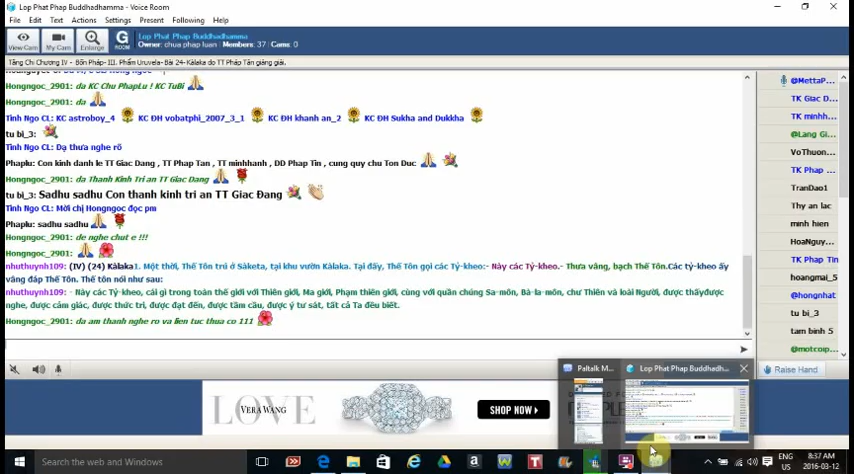 Lop Phat Phap Buddhadhamma - Voice Room
File Edit Text Actions Settings Present Following Help
View Cam My Cam Enlarge G ROOM
Lop Phat Phap Buddhadhamma
Owner: chua phap luan : Members: 37 : Cams: 0
Tăng Chi Chương IV - Bốn Pháp- III. Phẩm Uruvela- Bài 24- Kàlaka do TT Pháp Tân giảng giải.
Hongngoc_2901: da KC Chu PhapLu ! KC TuBi
Hongngoc_2901: da
Tinh Ngo CL: KC astroboy_4 KC ĐH vobatphi_2007_3_1 KC ĐH khanh an_2 KC ĐH Sukha and Dukkha
tu bi_3:
Tinh Ngo CL: Dạ thưa nghe rõ
Phaplu: Con kinh danh le TT Giac Dang , TT Phap Tan , TT minhhanh , DD Phap Tin , cung quy chu Ton Duc
Hongngoc_2901: da Thanh Kinh Tri an TT Giac Dang
tu bi_3: Sadhu sadhu Con thanh kinh tri an TT Giac Đang
Tinh Ngo CL: Mời chị Hongngoc đọc pm
Phaplu: sadhu sadhu
Hongngoc_2901: de nghe chut e !!!
Hongngoc_2901:
nhuthuynh109: (IV) (24) Kàlaka1. Một thời, Thế Tôn trú ở Sàketa, tại khu vườn Kàlaka. Tại đấy, Thế Tôn gọi các Tỷ-kheo:- Này các Tỷ-kheo.- Thưa vâng, bạch Thế Tôn.Các Tỷ-kheo ấy
vâng đáp Thế Tôn. Thế tôn nói như sau:
nhuthuynh109: - Này các Tỷ-kheo, cái gì trong toàn thế giới với Thiên giới, Ma giới, Phạm thiên giới, cùng với quần chúng Sa-môn, Bà-la-môn, chư Thiên và loài Người, được thấyđược
nghe, được cảm giác, được thức tri, được đạt đến, được tầm cầu, được ý tư sát, tất cả Ta đều biết.
Hongngoc_2901: da am thanh nghe ro va lien tuc thua co 111
@MettaP...
TK Giac D...
TK minhh...
@Lang Gi...
VoThuon...
TK Phap ...
TranDao1
Thy an lac
minh hien
HoaNguy...
TK Phap Tin
hoangmai_5
@hongnhat
tu bi_3
tam binh 5
@motcoip...
Raise Hand
Paltalk M... Lop Phat Phap Buddhadh...
LOVE VERA WANG SHOP NOW
Search the web and Windows
ENG 8:37 AM
US 2016-03-12